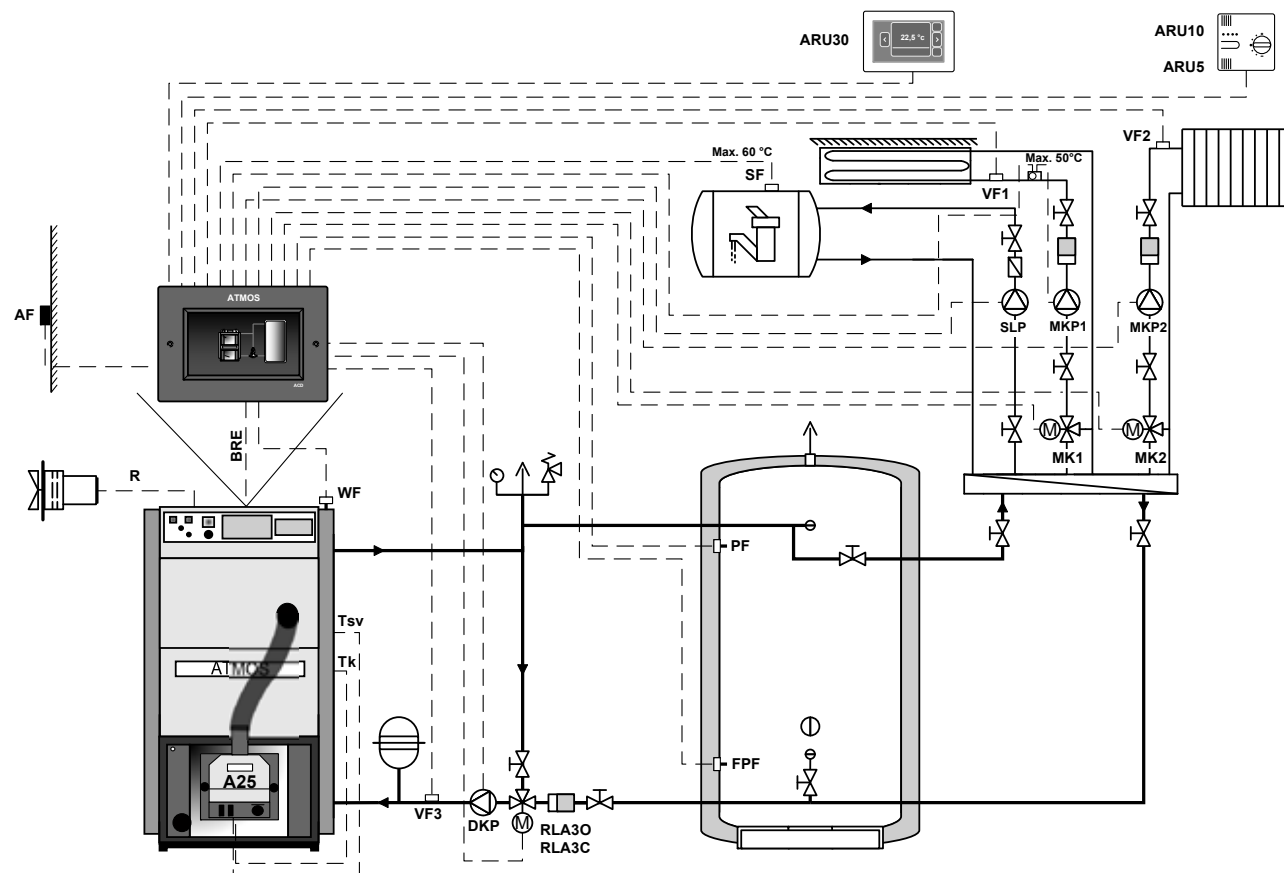 ARU30
22,5 °c
ARU10
ARU5
VF2
Max. 60 °C
SF
Max. 50°C
VF1
ATMOS
AF
ACD
SLP
MKP1
MKP2
M
M
MK1
MK2
BRE
R
WF
PF
Tsv
Tk
ATMOS
FPF
A25
VF3
DKP
M
RLA3O
RLA3C